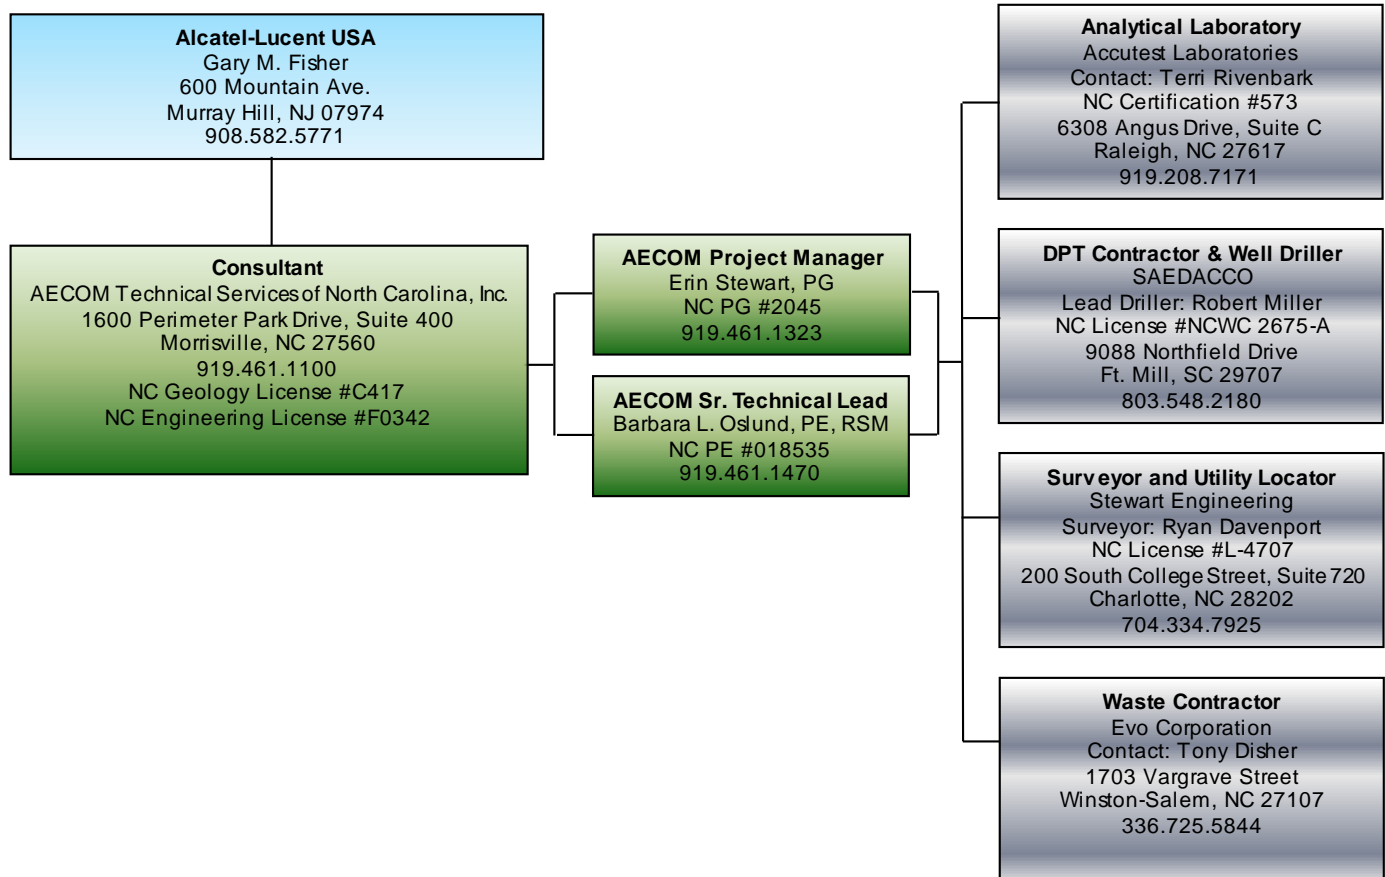 Alcatel-Lucent USA
Gary M. Fisher
600 Mountain Ave.
Murray Hill, NJ 07974
908.582.5771
Consultant
AECOM Technical Services of North Carolina, Inc.
1600 Perimeter Park Drive, Suite 400
Morrisville, NC 27560
919.461.1100
NC Geology License #C417
NC Engineering License #F0342
AECOM Project Manager
Erin Stewart, PG
NC PG #2045
919.461.1323
AECOM Sr. Technical Lead
Barbara L. Oslund, PE, RSM
NC PE #018535
919.461.1470
Analytical Laboratory
Accutest Laboratories
Contact: Terri Rivenbark
NC Certification #573
6308 Angus Drive, Suite C
Raleigh, NC 27617
919.208.7171
DPT Contractor & Well Driller
SAEDACCO
Lead Driller: Robert Miller
NC License #NCWC 2675-A
9088 Northfield Drive
Ft. Mill, SC 29707
803.548.2180
Surveyor and Utility Locator
Stewart Engineering
Surveyor: Ryan Davenport
NC License #L-4707
200 South College Street, Suite 720
Charlotte, NC 28202
704.334.7925
Waste Contractor
Evo Corporation
Contact: Tony Disher
1703 Vargrave Street
Winston-Salem, NC 27107
336.725.5844